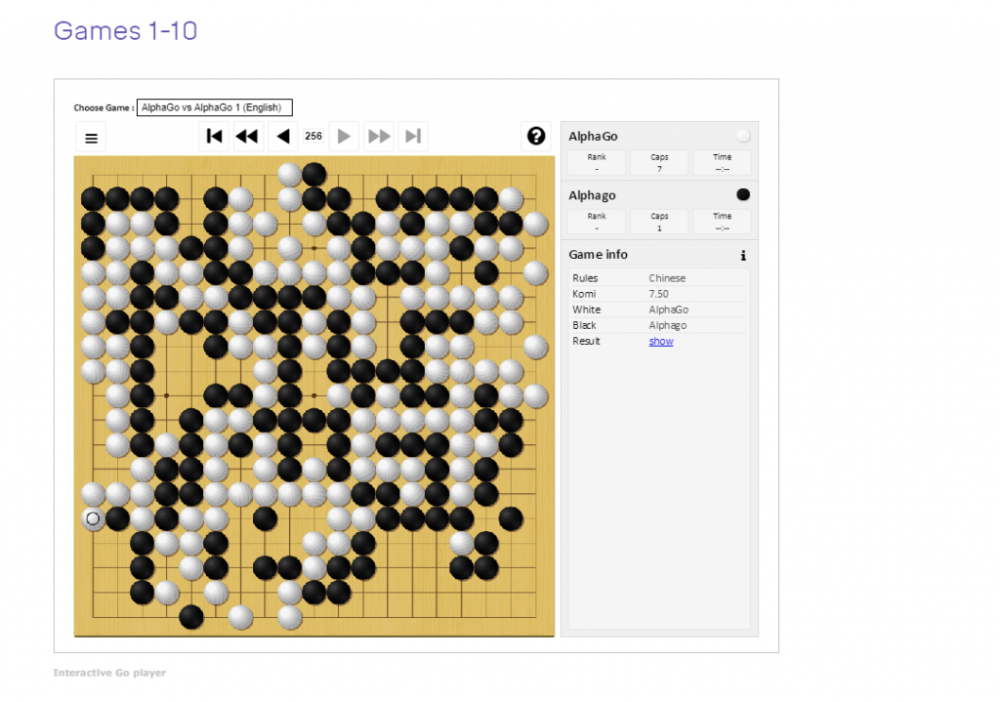 Games 1-10
Choose Game : AlphaGo vs AlphaGo 1 (English)
256
?
AlphaGo
Rank Caps Time
- 7 --:--
Alphago
Rank Caps Time
- 1 --:--
Game info i
Rules Chinese
Komi 7.50
White AlphaGo
Black Alphago
Result show
Interactive Go player